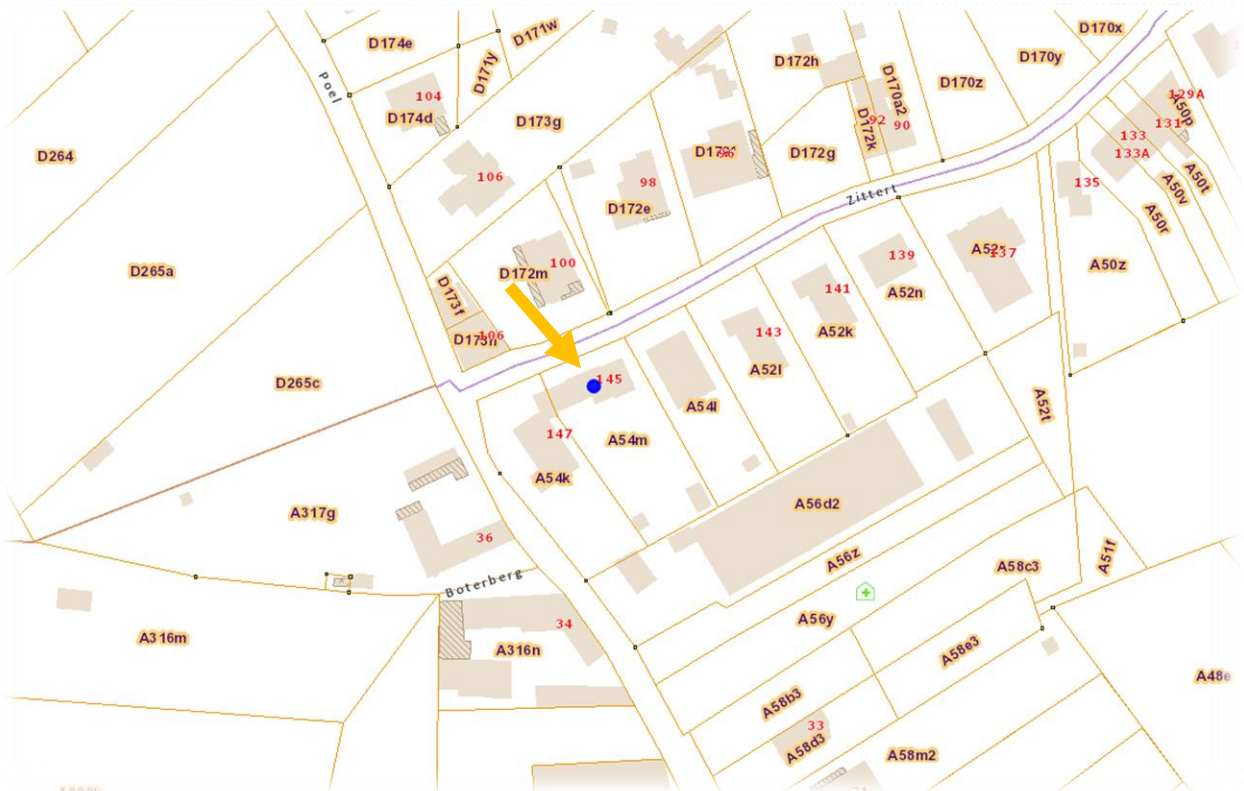 D170x
D171w
D174e
D170y
D172h
D171y
D170z
Poel
D170a2
104
129A
D174d
D173g
A50p
92
90
131
D172k
133
D264
D172g
133A
106
A50t
98
135
A50v
D172e
Zittert
A50r
137
139
100
A50z
D265a
D172m
141
A52n
D173f
143
A52k
106
A52l
145
D265c
A54l
A52t
147
A54m
A54k
A56d2
A317g
36
A56z
A51f
A58c3
Boterberg
A56y
34
A316m
A316n
A58e3
A58b3
33
A58d3
A58m2